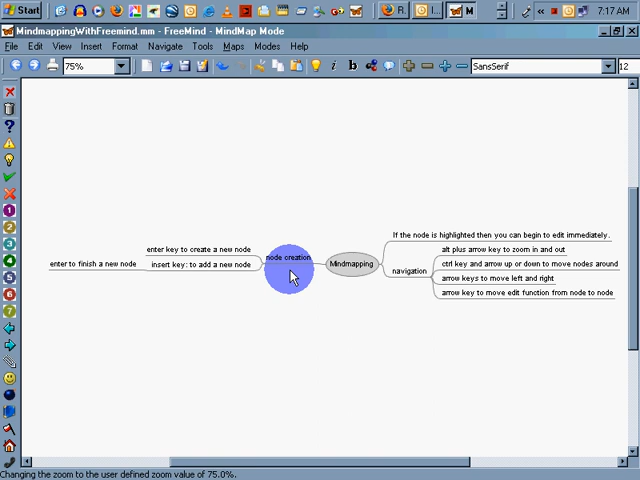 Start
R.
I.
M
7:17 AM
MindmappingWithFreemind.mm - FreeMind - MindMap Mode
File Edit View Insert Format Navigate Tools Maps Modes Help
75%
SansSerif
12
If the node is highlighted then you can begin to edit immediately.
enter key to create a new node
node creation
alt plus arrow key to zoom in and out
enter to finish a new node
insert key: to add a new node
Mindmapping
ctrl key and arrow up or down to move nodes around
navigation
arrow keys to move left and right
arrow key to move edit function from node to node
Changing the zoom to the user defined zoom value of 75.0%.